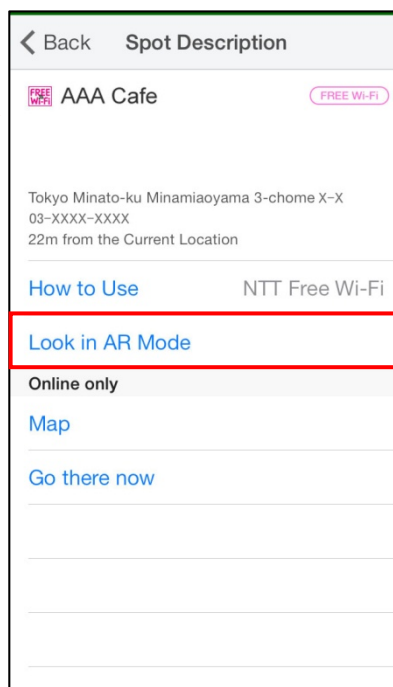 Back Spot Description
FREE Wi-Fi AAA Cafe FREE Wi-Fi
Tokyo Minato-ku Minamiaoyama 3-chome X-X
03-XXXX-XXXX
22m from the Current Location
How to Use NTT Free Wi-Fi
Look in AR Mode
Online only
Map
Go there now